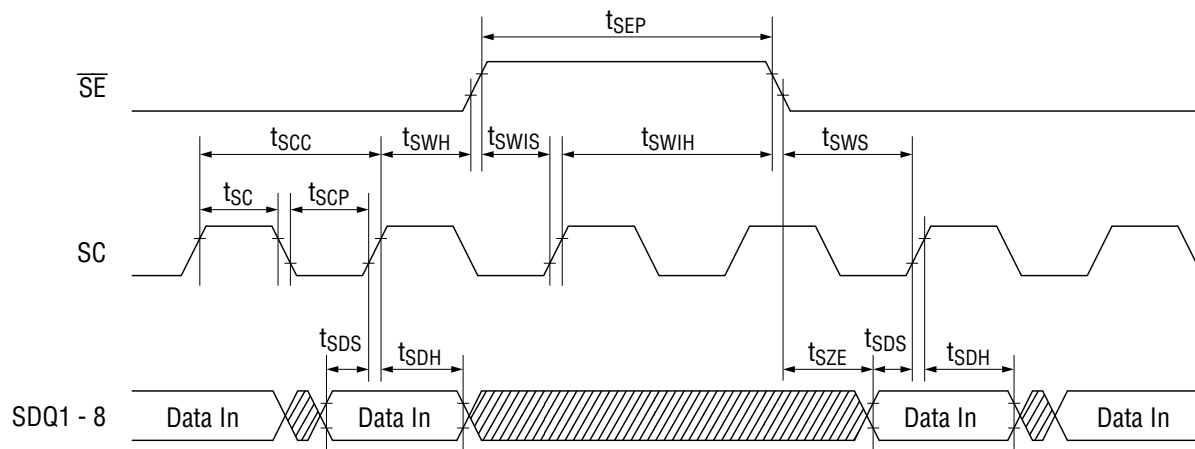 tSEP
SE
tSCC tSWH tSWIS tSWIH tSWS
tSC tSCP
SC
tSDS tSDH tSZE tSDS tSDH
SDQ1 - 8 Data In Data In Data In Data In